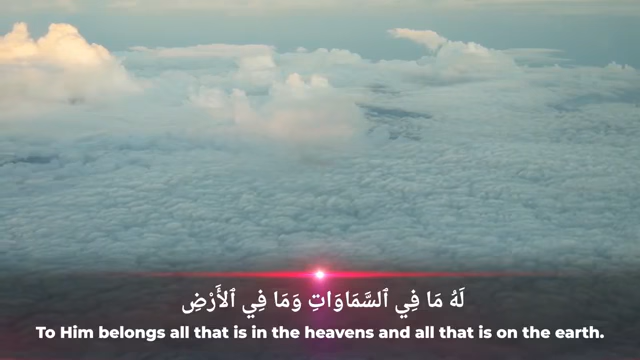 لَهُ مَا فِي ٱلسَّمَاوَاتِ وَمَا فِي ٱلأَرْضِ
To Him belongs all that is in the heavens and all that is on the earth.